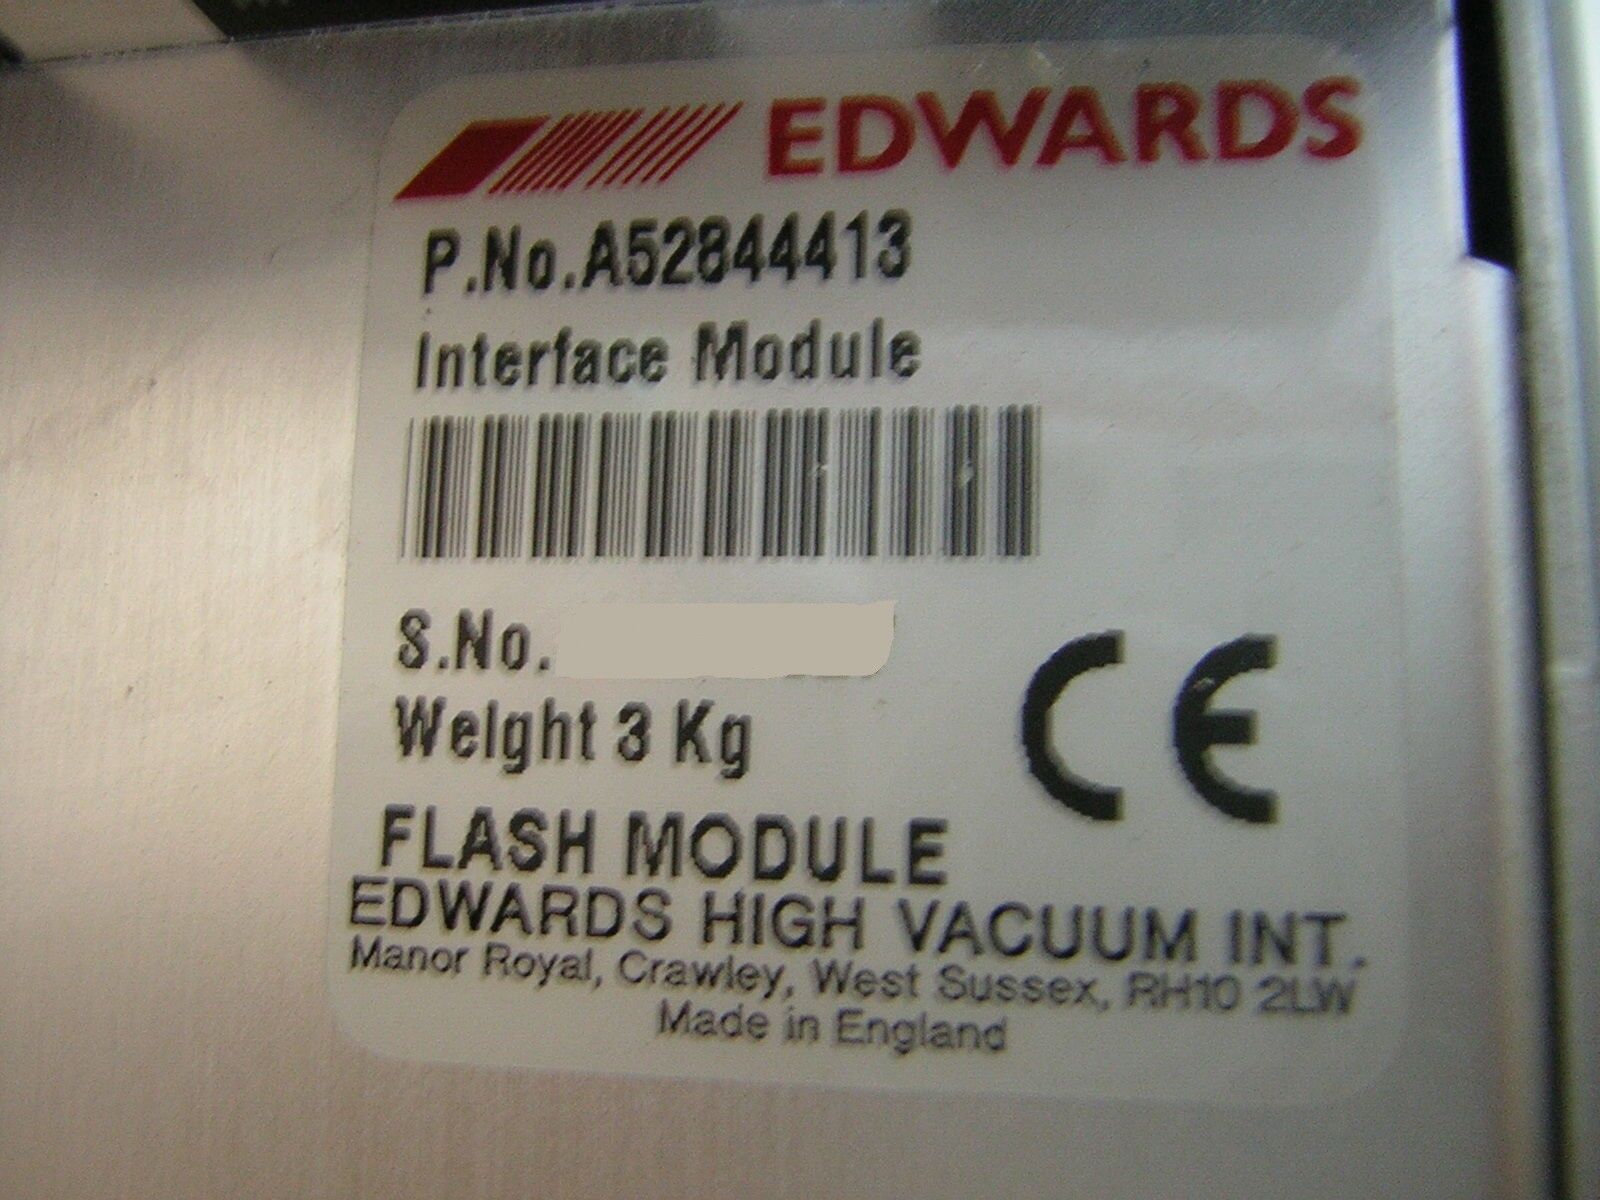 EDWARDS
P.No.A52844413
Interface Module
S.No.
Weight 3 Kg
CE
FLASH MODULE
EDWARDS HIGH VACUUM INT.
Manor Royal, Crawley, West Sussex, RH10 2LW
Made in England